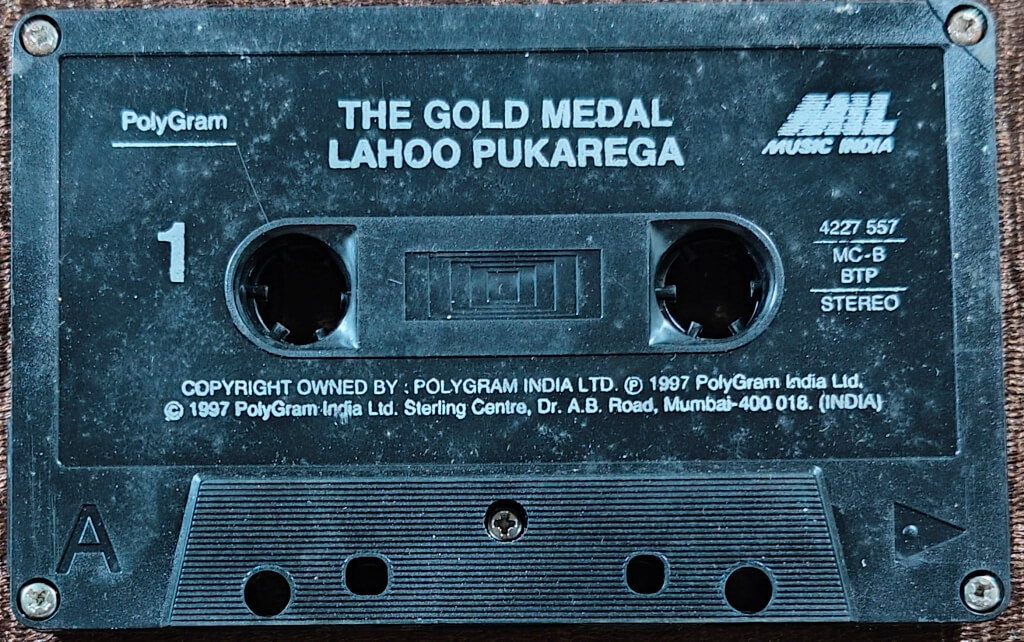 PolyGram
THE GOLD MEDAL
LAHOO PUKAREGA
MIL
MUSIC INDIA
1
4227 557
MC-B
BTP
STEREO
COPYRIGHT OWNED BY : POLYGRAM INDIA LTD. ℗ 1997 PolyGram India Ltd.
© 1997 PolyGram India Ltd. Sterling Centre, Dr. A.B. Road, Mumbai-400 018. (INDIA)
A